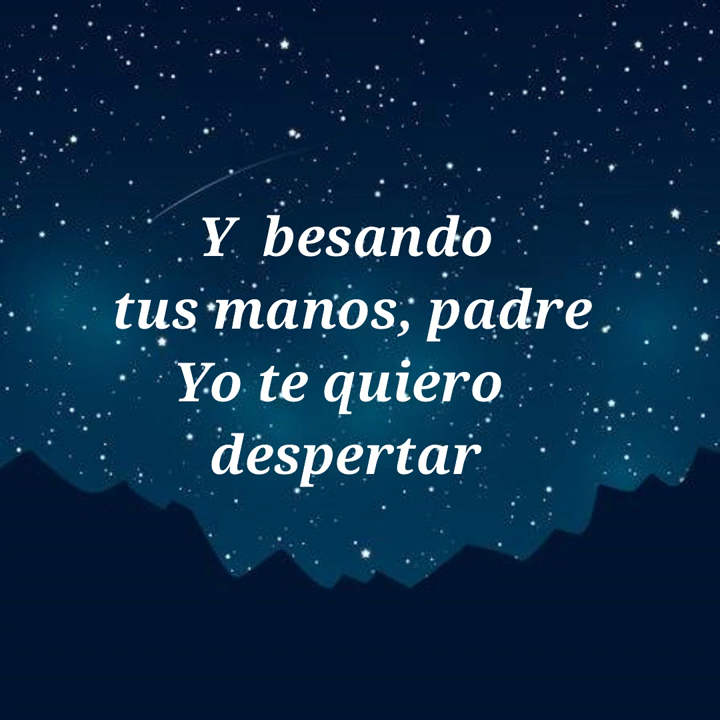 Y besando
tus manos, padre
Yo te quiero
despertar